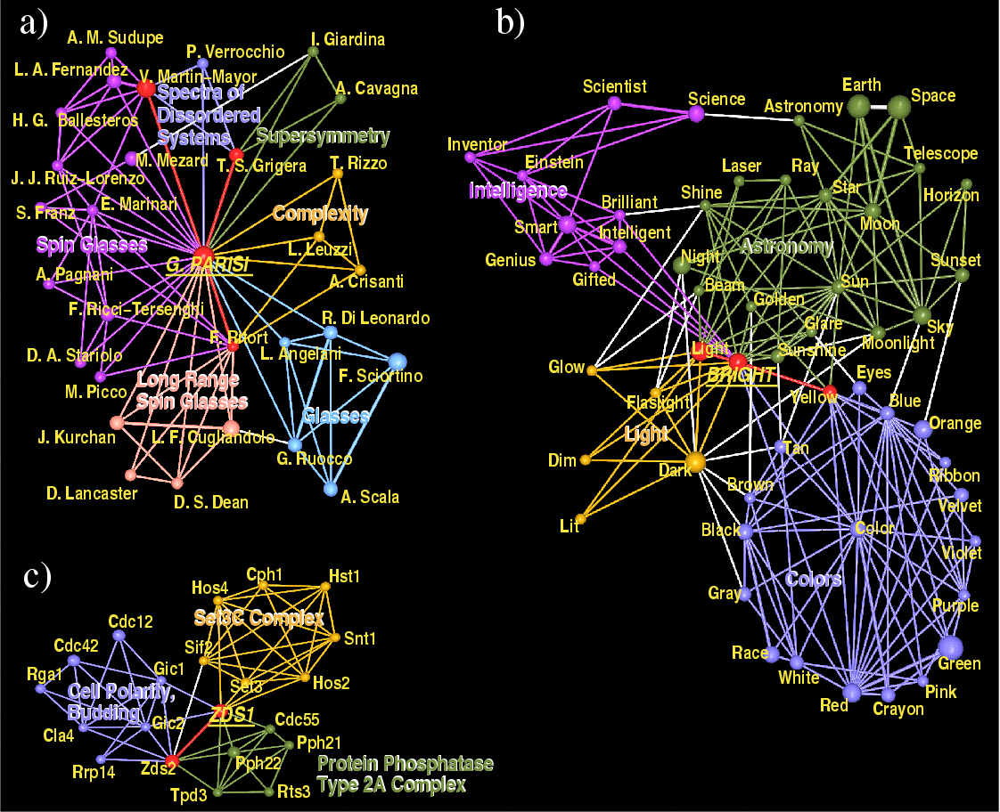 a)
A. M. Sudupe
P. Verrocchio
I. Giardina
L. A. Fernandez
V. Martin-Mayor
Spectra of
Dissordered
Systems
A. Cavagna
H. G. Ballesteros
Supersymmetry
M. Mezard
T. S. Grigera
T. Rizzo
J. J. Ruiz-Lorenzo
S. Franz
E. Marinari
Complexity
Spin Glasses
L. Leuzzi
G. PARISI
A. Pagnani
A. Crisanti
F. Ricci-Tersenghi
R. Di Leonardo
F. Ritort
L. Angelani
D. A. Stariolo
F. Sciortino
M. Picco
Long Range
Spin Glasses
Glasses
J. Kurchan
L. F. Cugliandolo
G. Ruocco
D. Lancaster
D. S. Dean
A. Scala
b)
Scientist
Science
Earth
Space
Astronomy
Inventor
Einstein
Telescope
Laser
Ray
Intelligence
Shine
Star
Horizon
Brilliant
Moon
Smart
Intelligent
Astronomy
Genius
Night
Sunset
Gifted
Beam
Sun
Golden
Glare
Sky
Moonlight
Light
Sunshine
Glow
BRIGHT
Eyes
Flaslight
Yellow
Blue
Light
Orange
Tan
Dim
Dark
Ribbon
Brown
Velvet
Lit
Black
Color
Violet
Colors
Gray
Purple
Race
White
Green
Pink
Red
Crayon
c)
Cph1
Hst1
Hos4
Set3C Complex
Cdc12
Snt1
Cdc42
Sif2
Rga1
Gic1
Set3
Hos2
Cell Polarity,
Budding
ZDS1
Cla4
Gic2
Cdc55
Pph21
Rrp14
Zds2
Pph22
Protein Phosphatase
Type 2A Complex
Tpd3
Rts3